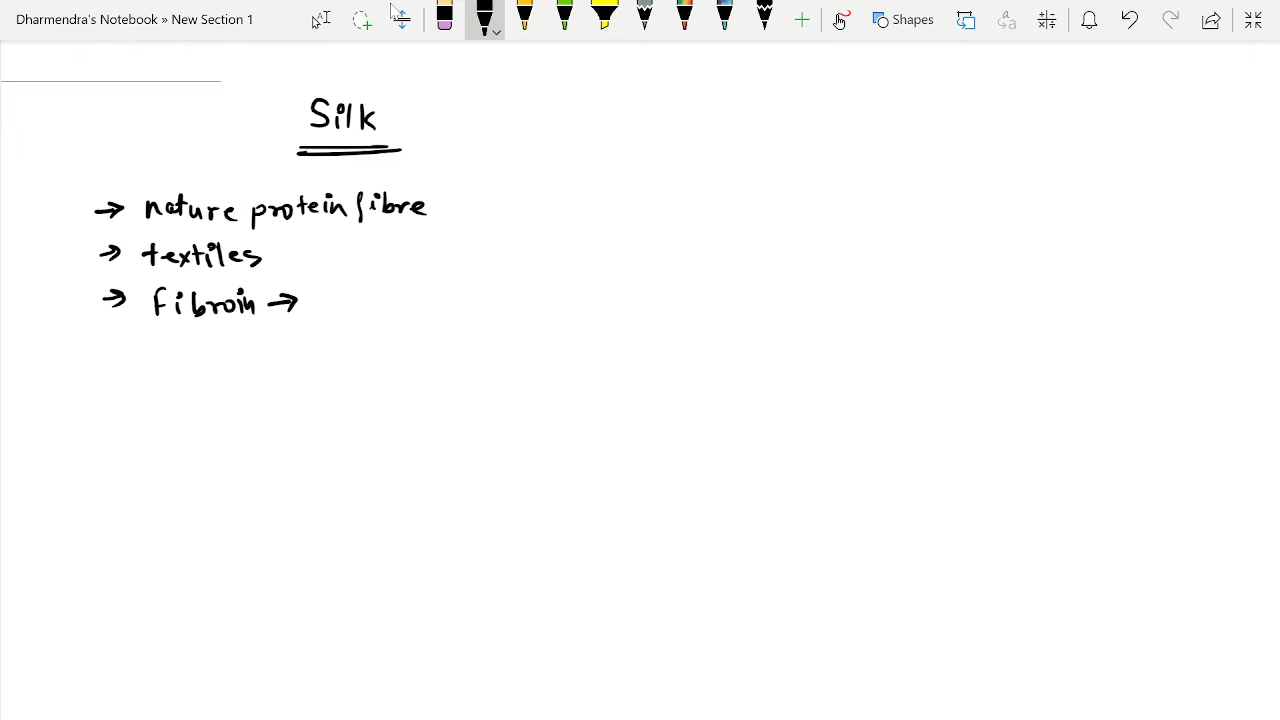 Dharmendra's Notebook » New Section 1
Shapes
Silk
→ nature protein fibre
→ textiles
→ fibroin →